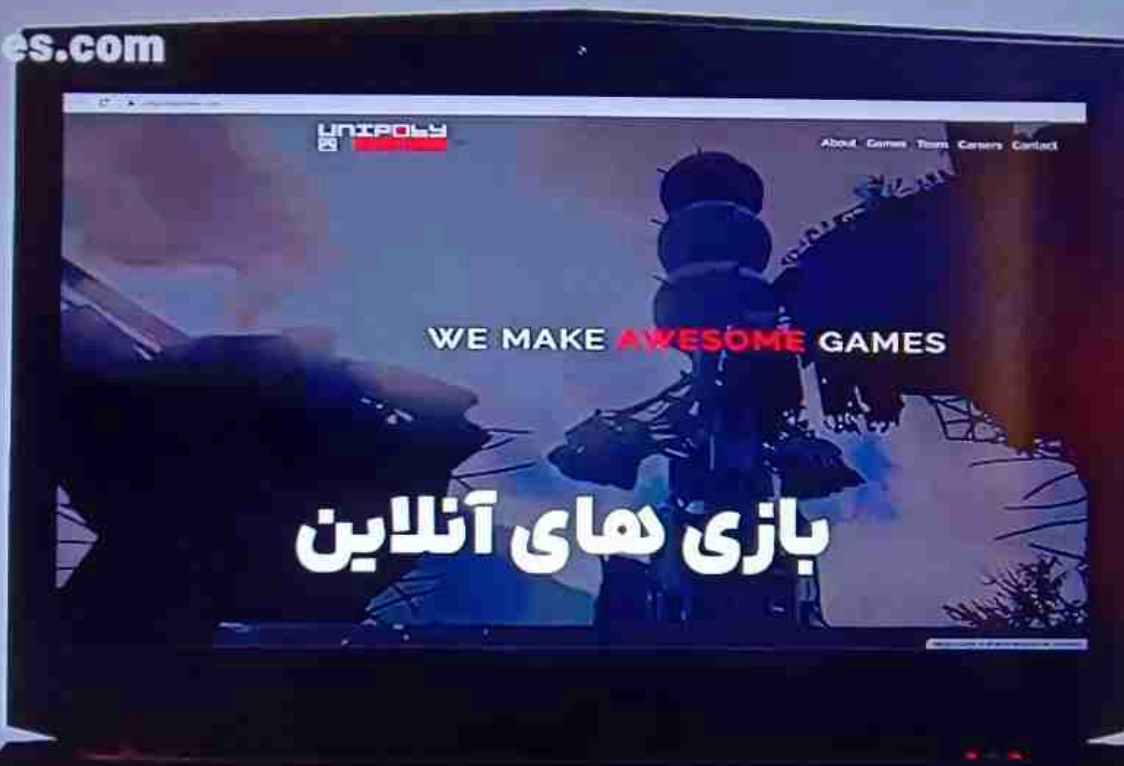 es.com
UNIPOLY
About Games Team Careers Contact
WE MAKE AWESOME GAMES
بازی های آنلاین